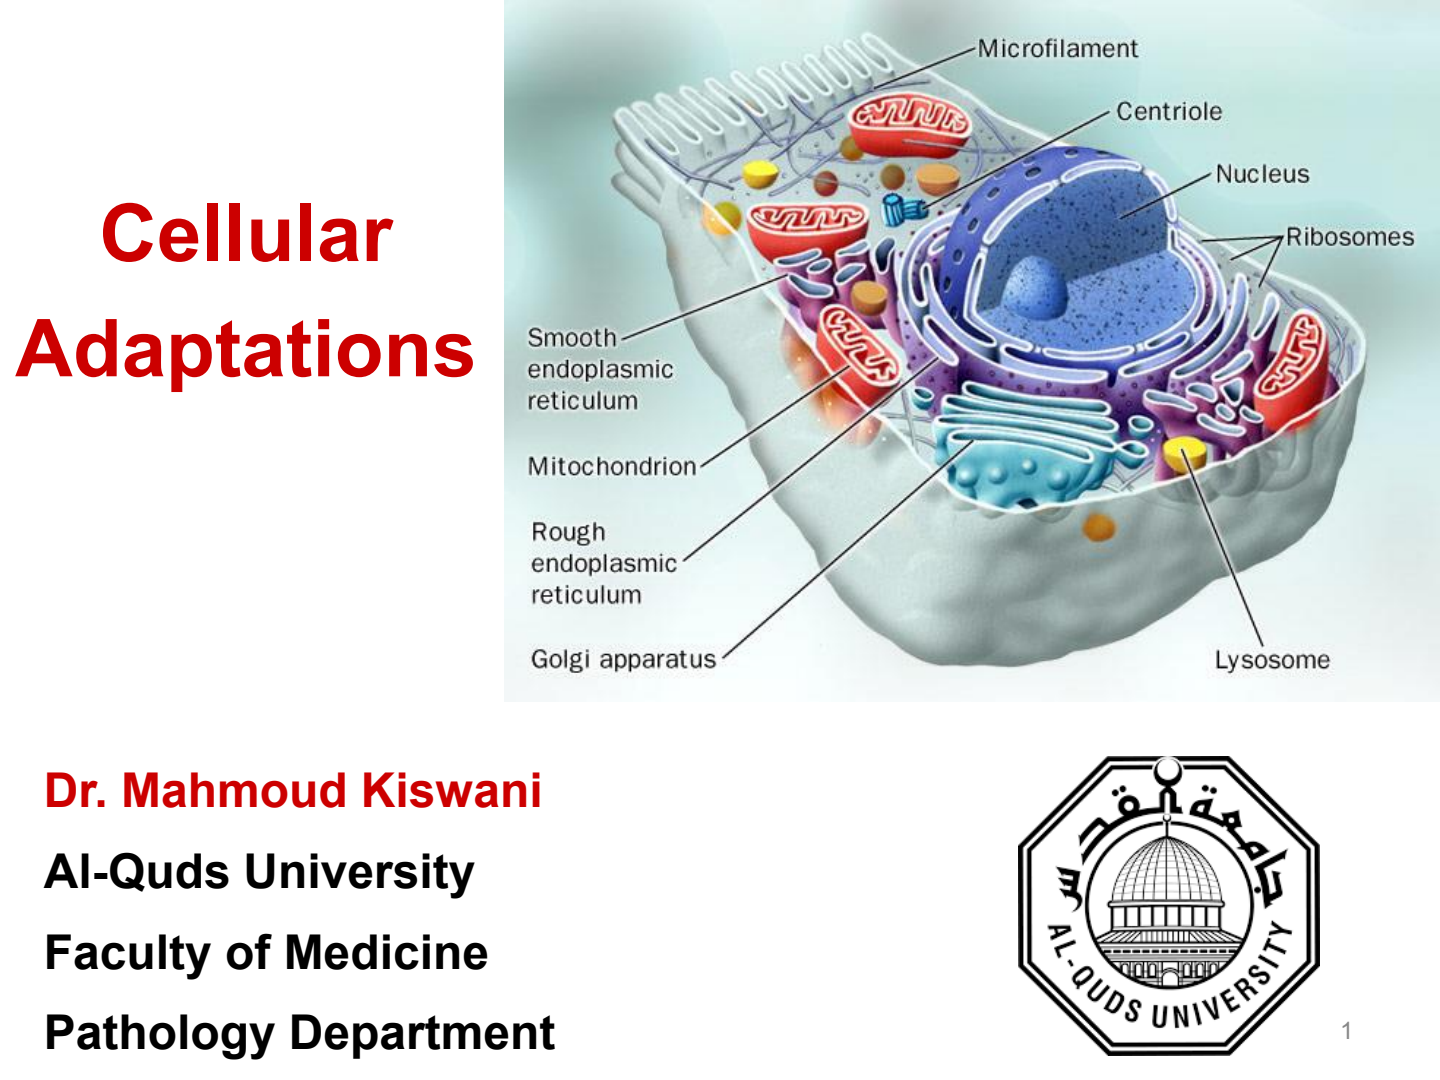 Cellular
Adaptations
Microfilament
Centriole
Nucleus
Ribosomes
Smooth
endoplasmic
reticulum
Mitochondrion
Rough
endoplasmic
reticulum
Golgi apparatus
Lysosome
Dr. Mahmoud Kiswani
Al-Quds University
Faculty of Medicine
Pathology Department
جامعة القدس
AL-QUDS UNIVERSITY
1